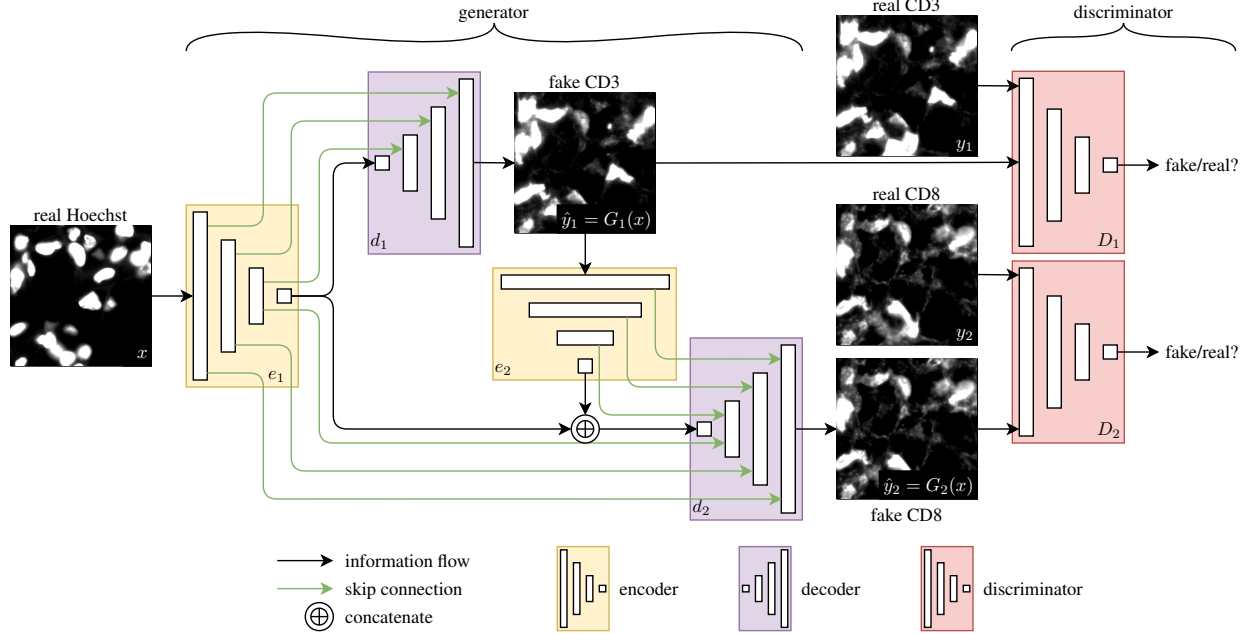 generator
real CD3
discriminator
fake CD3
y₁
fake/real?
real Hoechst
real CD8
d₁
ŷ₁ = G₁(x)
D₁
x
e₁
y₂
fake/real?
e₂
D₂
d₂
ŷ₂ = G₂(x)
fake CD8
information flow
skip connection
concatenate
encoder
decoder
discriminator